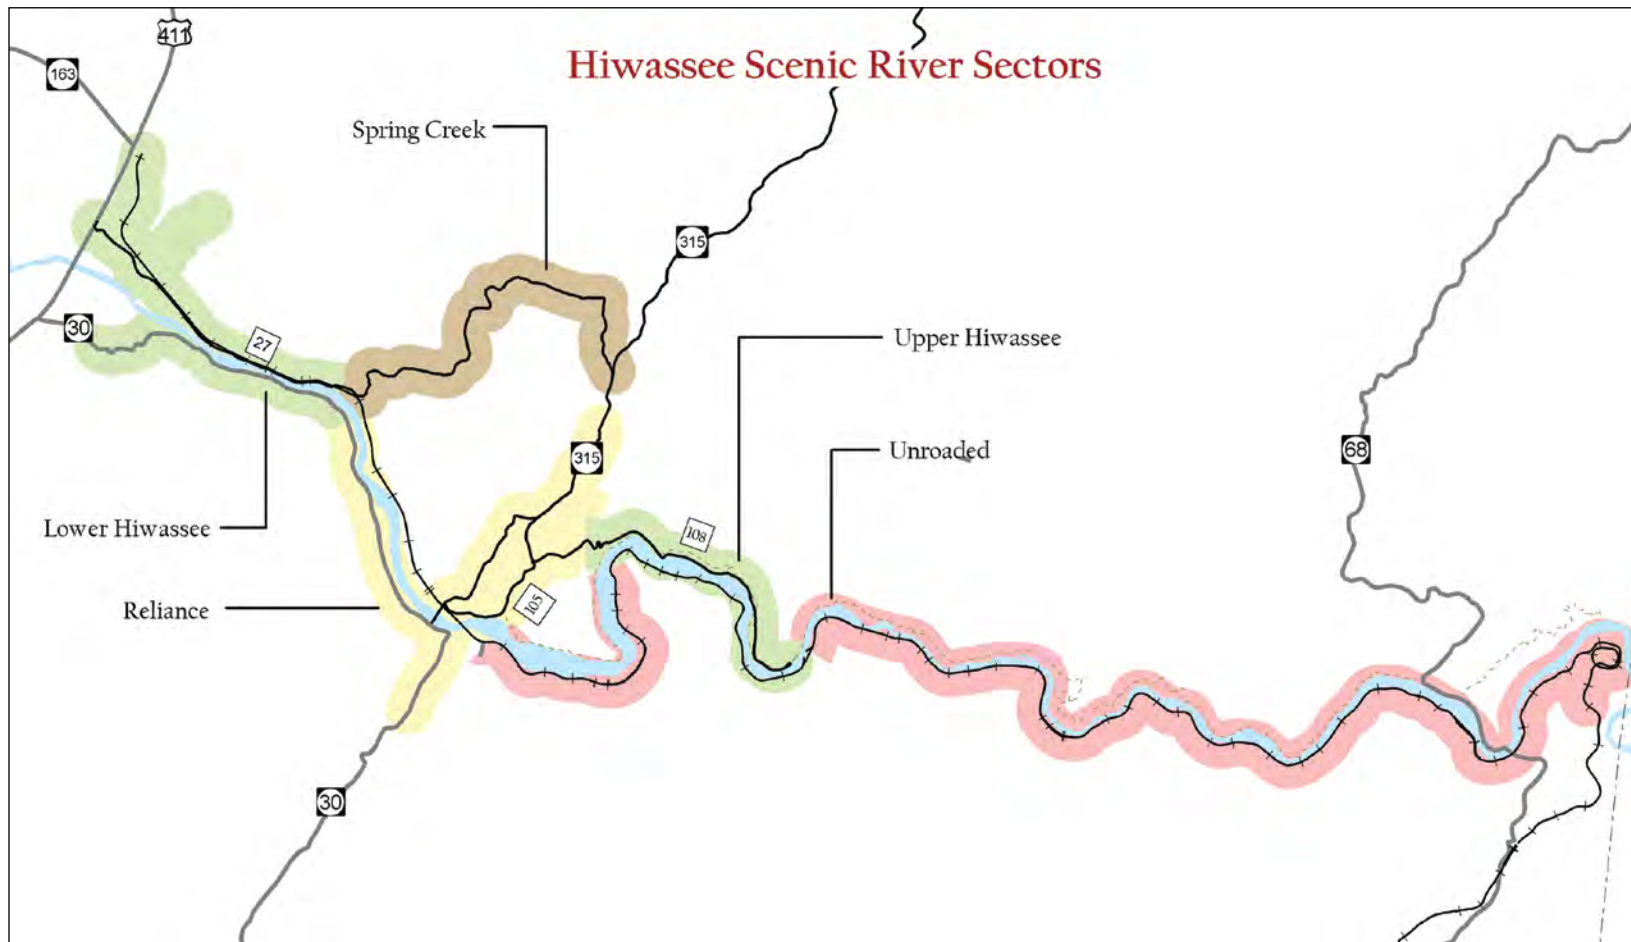 411
163
Hiwassee Scenic River Sectors
Spring Creek
315
30
27
Upper Hiwassee
68
Unroaded
315
Lower Hiwassee
108
105
Reliance
30